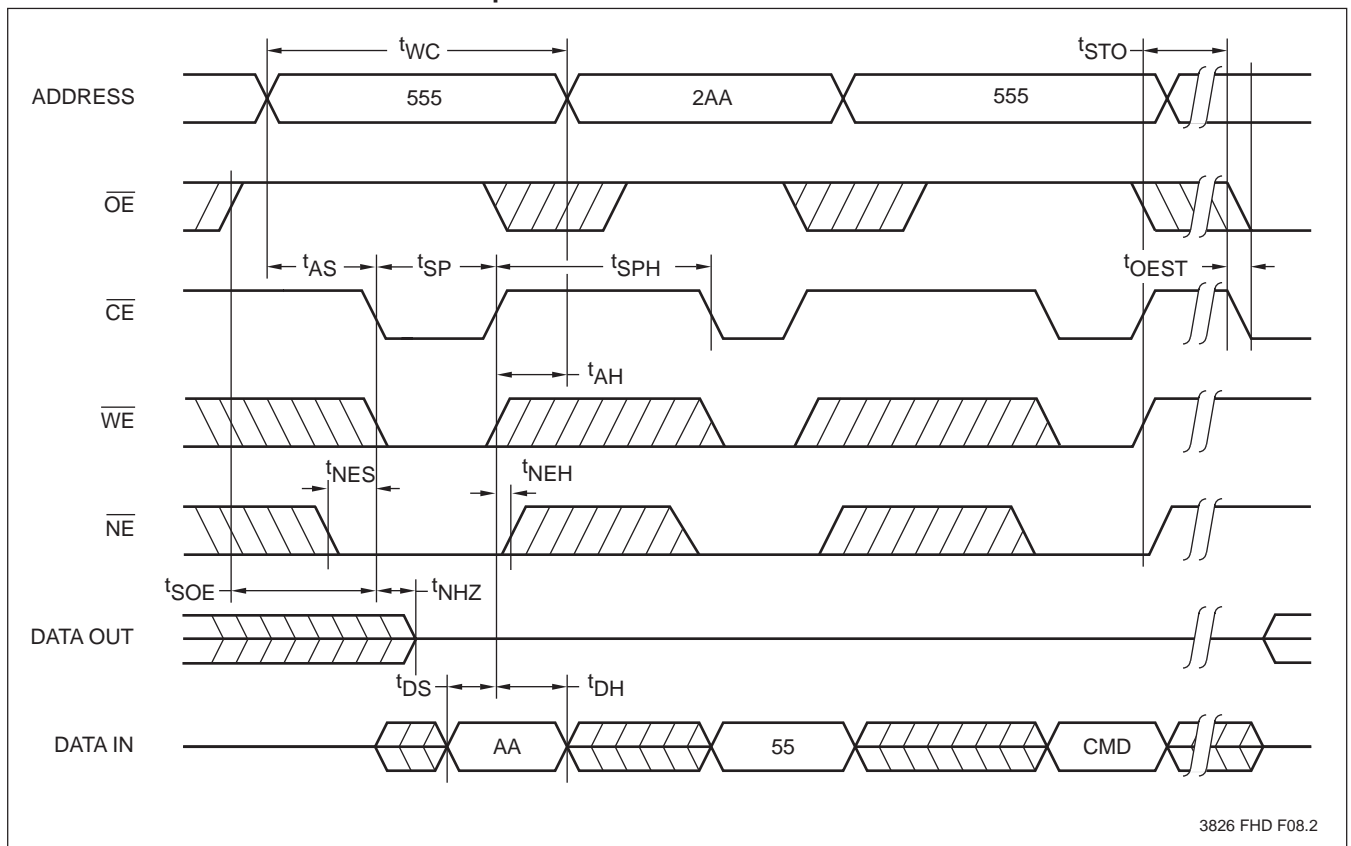 tWC
tSTO
ADDRESS
555
2AA
555
OE
tAS
tSP
tSPH
tOEST
CE
tAH
WE
tNES
tNEH
NE
tSOE
tNHZ
DATA OUT
tDS
tDH
DATA IN
AA
55
CMD
3826 FHD F08.2